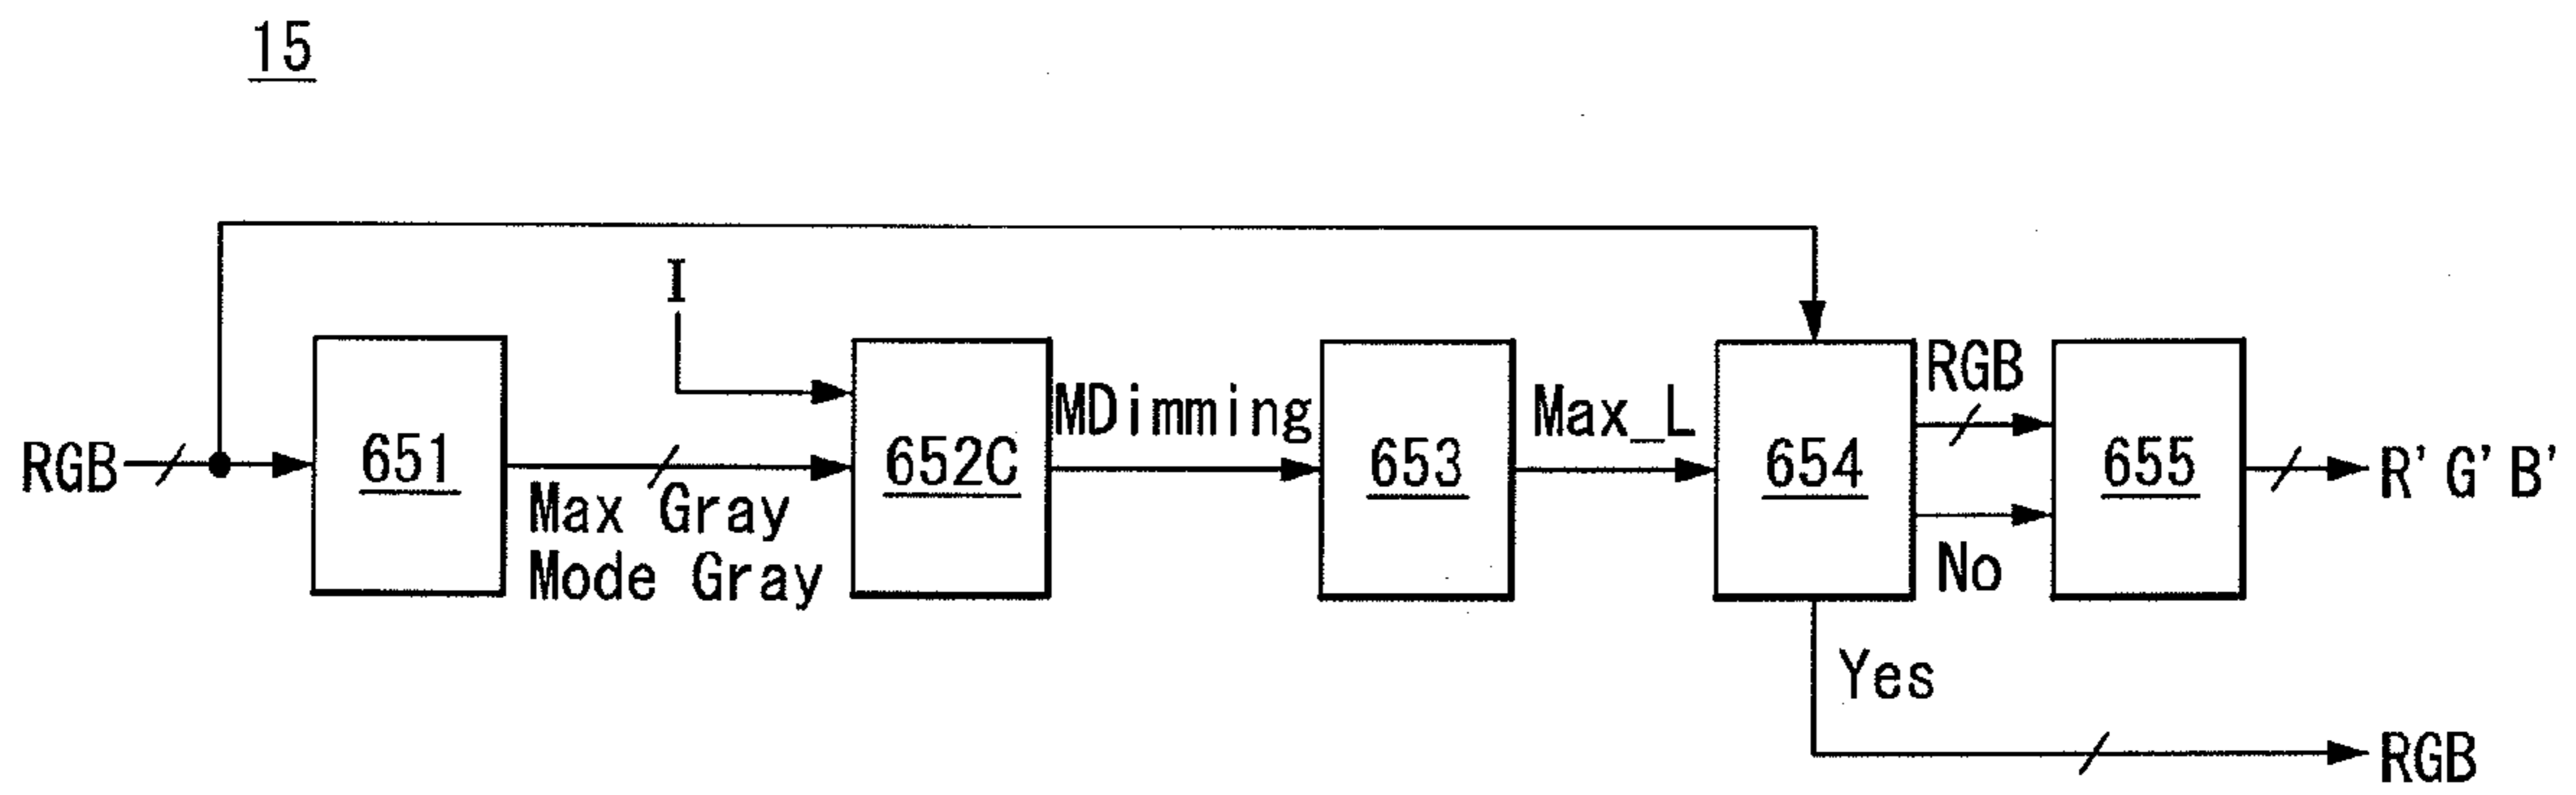 15
I
RGB
651
Max Gray
Mode Gray
652C
MDimming
653
Max_L
654
RGB
No
655
R'G'B'
Yes
RGB